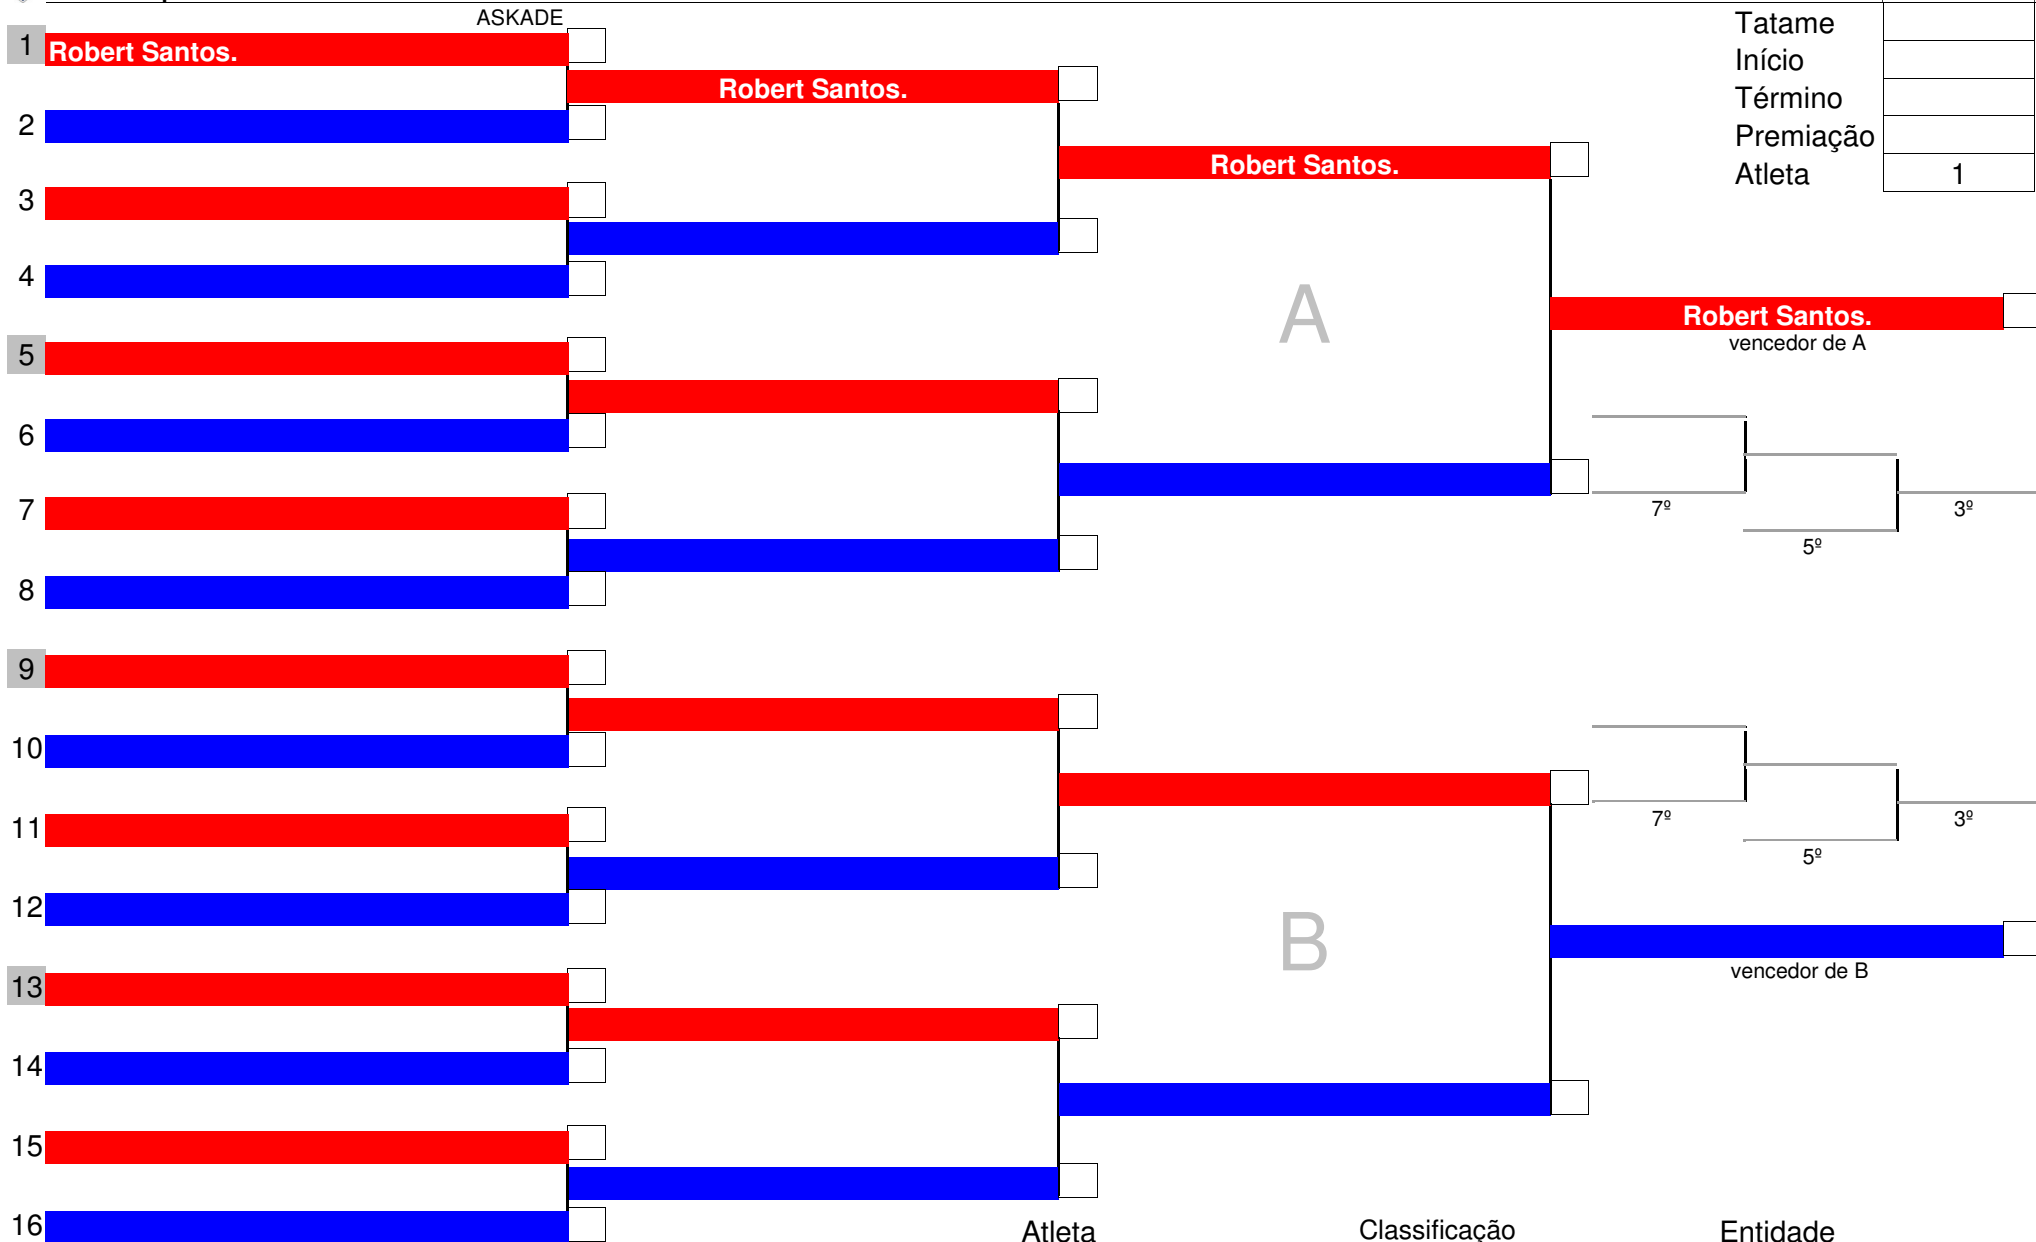 ASKADE
Tatame
1 Robert Santos.
Início
Robert Santos.
Término
2
Premiação
Robert Santos.
Atleta 1
3
4
A
Robert Santos.
vencedor de A
5
6
7
7º
3º
5º
8
9
10
11
7º
3º
5º
12
B
vencedor de B
13
14
15
16
Atleta Classificação Entidade